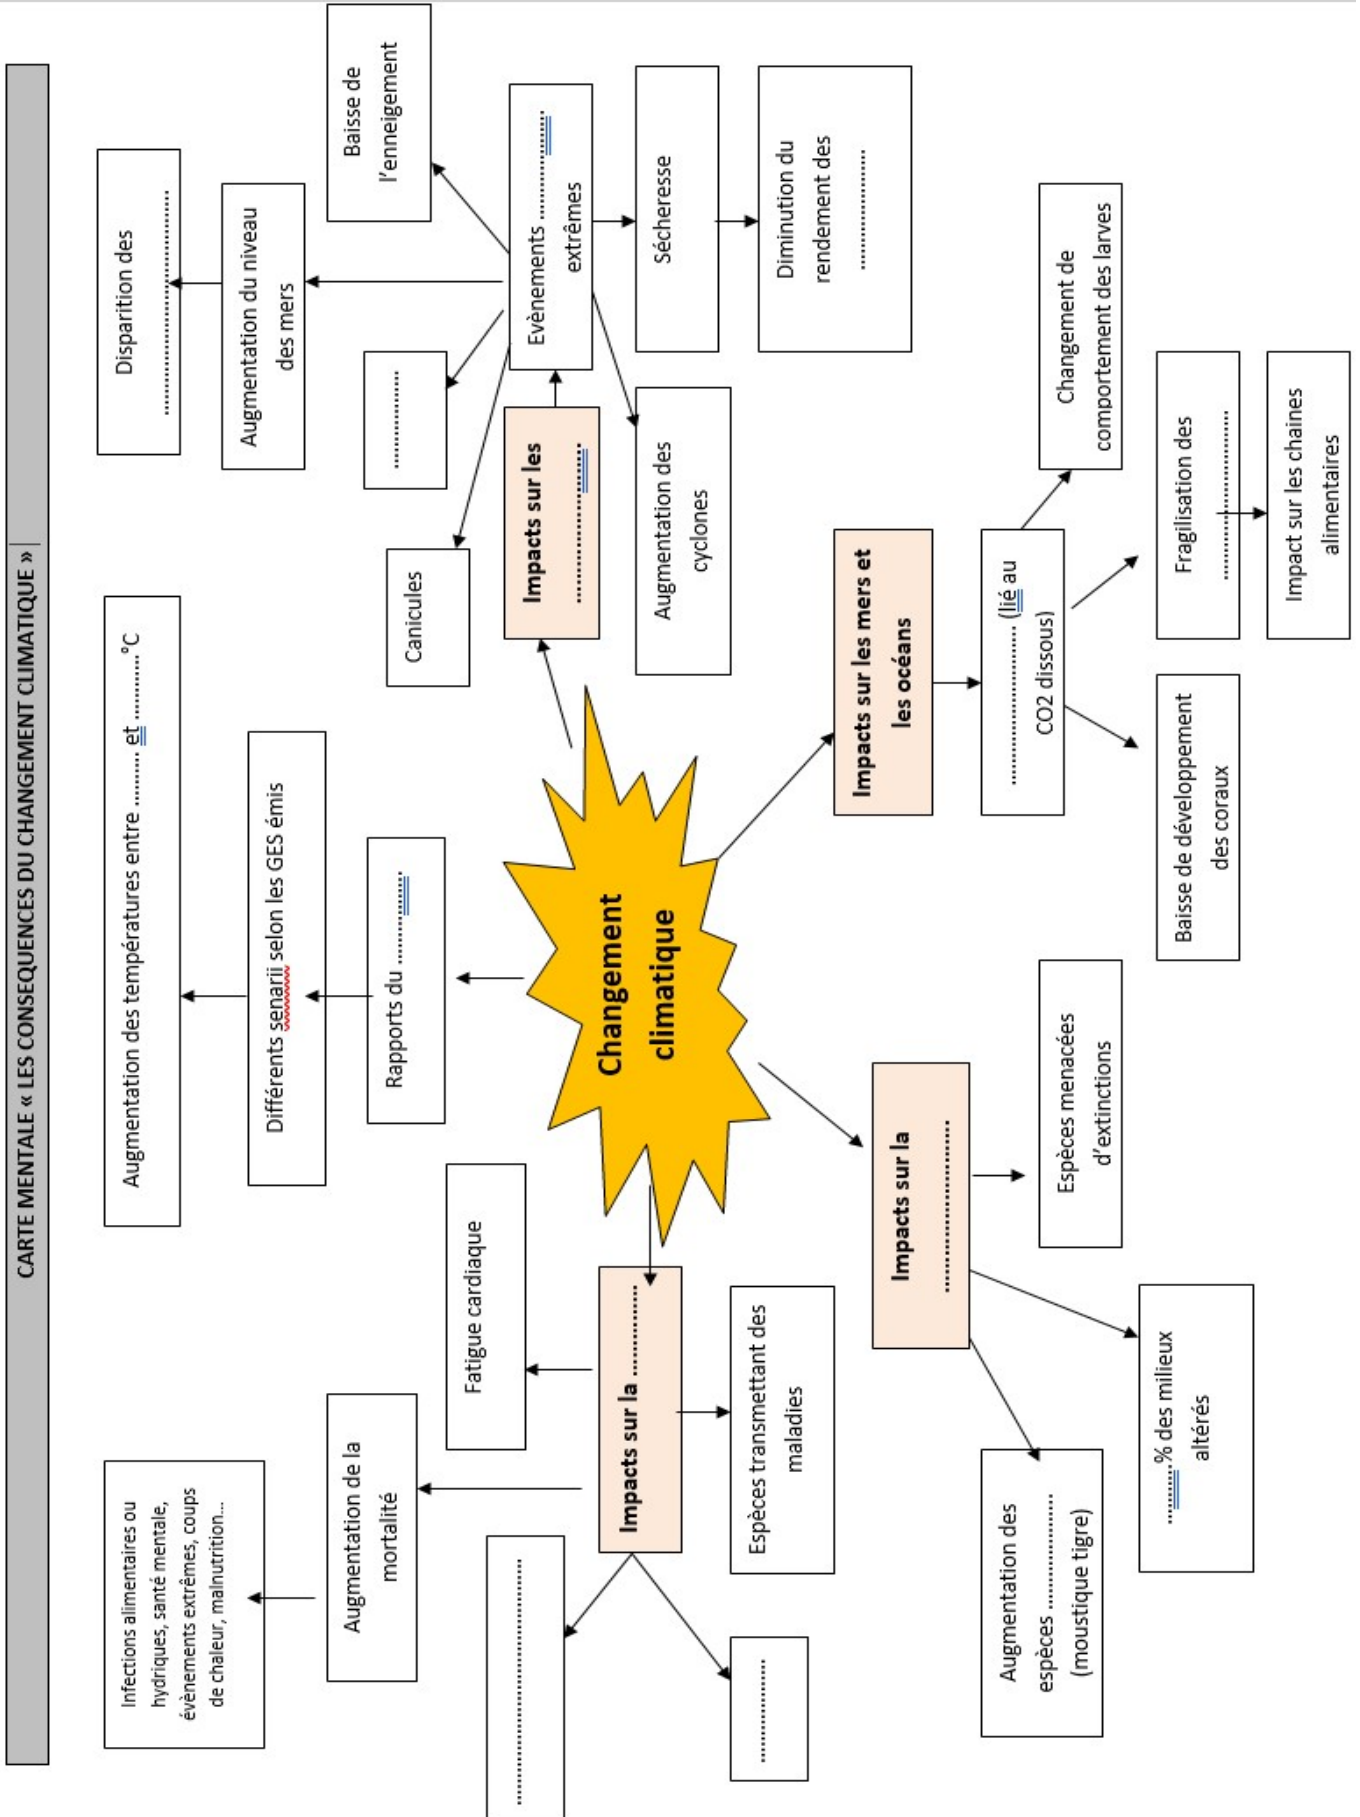 CARTE MENTALE « LES CONSEQUENCES DU CHANGEMENT CLIMATIQUE »
Infections alimentaires ou
hydriques, santé mentale,
évènements extrêmes, coups
de chaleur, malnutrition...
Augmentation de la
mortalité
Fatigue cardiaque
.............................................
Impacts sur la ................
...................
Espèces transmettant des
maladies
Augmentation des températures entre .......... et ............°C
Différents senarii selon les GES émis
Rapports du .................
Changement
climatique
Disparition des
.........................................
Augmentation du niveau
des mers
Baisse de
l'enneigement
..................
Canicules
Evènements ....................
extrêmes
Impacts sur les
.............................
Sécheresse
Diminution du
rendement des
......................
Augmentation des
cyclones
Impacts sur les mers et
les océans
............................. (lié au
CO2 dissous)
Changement de
comportement des larves
Fragilisation des
...............................
Impact sur les chaines
alimentaires
Baisse de développement
des coraux
Impacts sur la
...............................
Espèces menacées
d'extinctions
..........% des milieux
altérés
Augmentation des
espèces .....................
(moustique tigre)